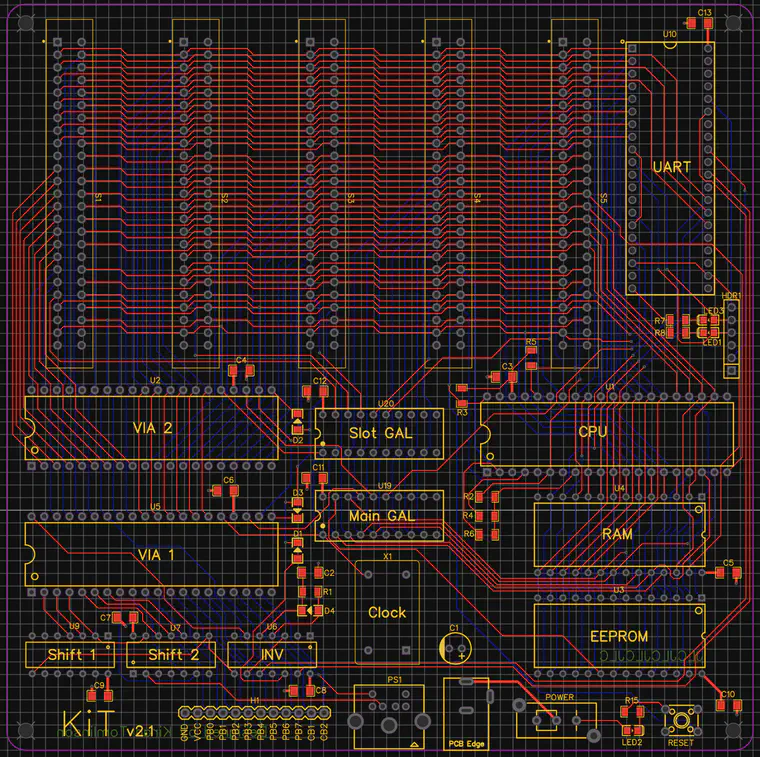 C13
U10
S1
S2
S3
S4
S5
UART
HDR1
R7
LED3
R8
LED1
R5
C4
C3
U2
C12
U20
U1
R3
VIA 2
D2
Slot GAL
CPU
C11
U19
C6
D3
R2
U4
U5
Main GAL
R4
RAM
R6
D1
VIA 1
X1
C2
C5
R1
U3
Clock
D4
C7
U9
U7
U6
C1
EEPROM
Shift 1
Shift 2
INV
PS1
C9
C8
H1
POWER
R15
C10
KiT v2.1
GND
VCC
PB0
PB1
PB2
PB3
PB4
PB5
PB6
PB7
CB1
CB2
PCB Edge
LED2
RESET